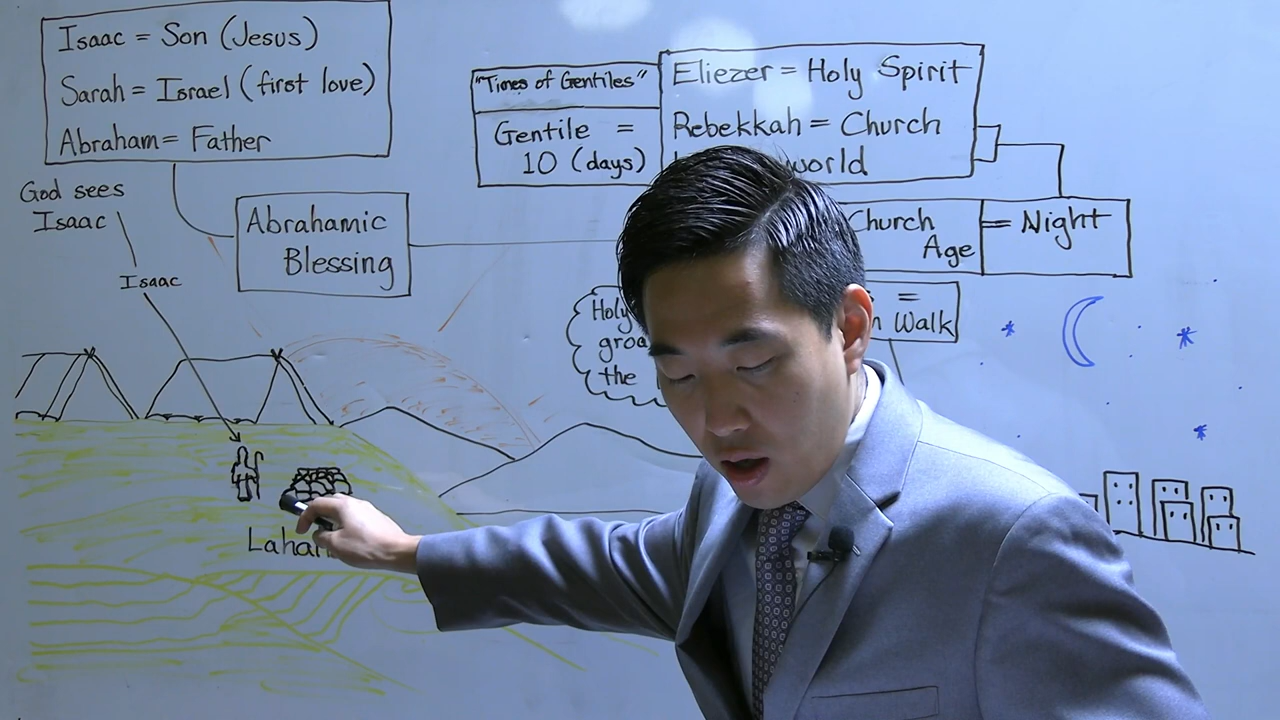 Isaac = Son (Jesus)
Sarah = Israel (first love)
Abraham = Father
"Times of Gentiles"
Gentile =
10 (days)
Eliezer = Holy Spirit
Rebekkah = Church
world
God sees
Isaac
Isaac
Abrahamic
Blessing
Church
Age
= Night
=
Walk
Holy
the